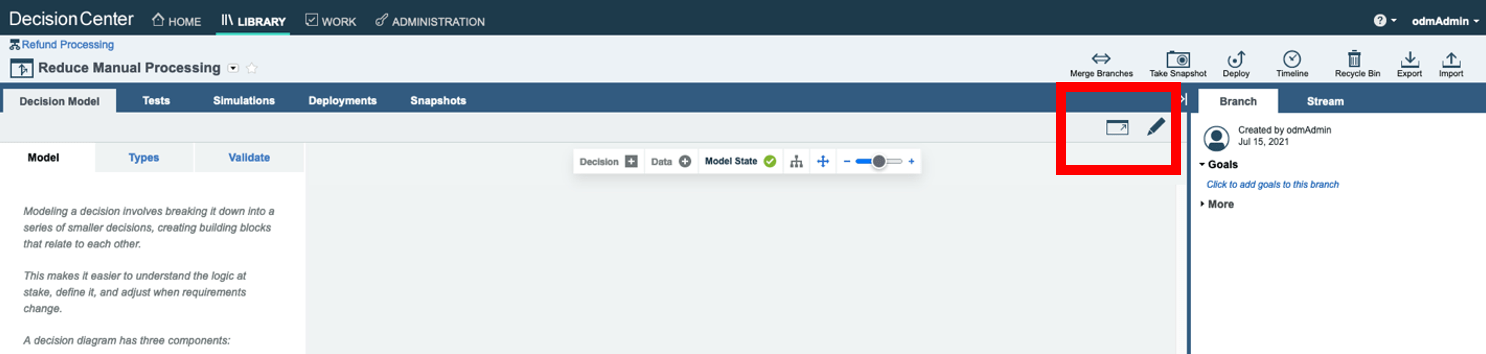 DecisionCenter HOME LIBRARY WORK ADMINISTRATION ? odmAdmin
Refund Processing
Reduce Manual Processing
Merge Branches Take Snapshot Deploy Timeline Recycle Bin Export Import
Decision Model Tests Simulations Deployments Snapshots
Branch Stream
Created by odmAdmin
Jul 15, 2021
Goals
Click to add goals to this branch
More
Model Types Validate
Decision Data Model State
Modeling a decision involves breaking it down into a
series of smaller decisions, creating building blocks
that relate to each other.
This makes it easier to understand the logic at
stake, define it, and adjust when requirements
change.
A decision diagram has three components: